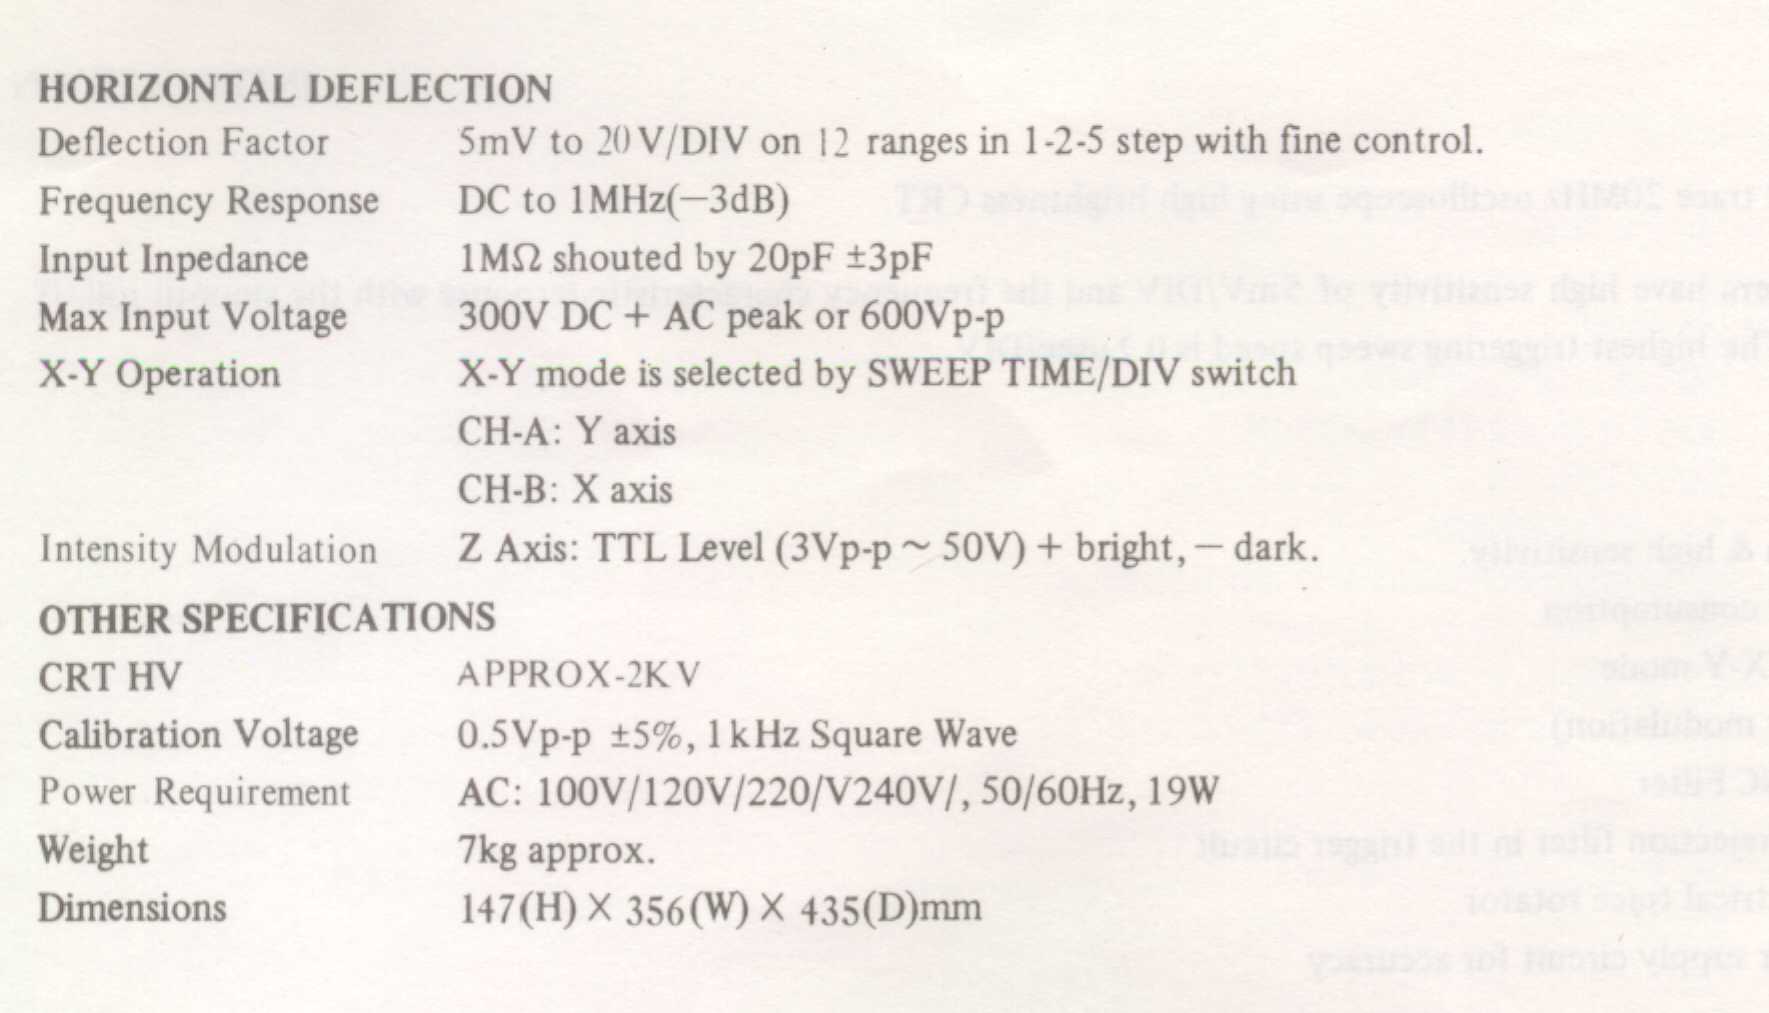 HORIZONTAL DEFLECTION
Deflection Factor 5mV to 20V/DIV on 12 ranges in 1-2-5 step with fine control.
Frequency Response DC to 1MHz(−3dB)
Input Inpedance 1MΩ shouted by 20pF ±3pF
Max Input Voltage 300V DC + AC peak or 600Vp-p
X-Y Operation X-Y mode is selected by SWEEP TIME/DIV switch
CH-A: Y axis
CH-B: X axis
Intensity Modulation Z Axis: TTL Level (3Vp-p ~ 50V) + bright, − dark.
OTHER SPECIFICATIONS
CRT HV APPROX-2KV
Calibration Voltage 0.5Vp-p ±5%, 1kHz Square Wave
Power Requirement AC: 100V/120V/220/V240V/, 50/60Hz, 19W
Weight 7kg approx.
Dimensions 147(H) X 356(W) X 435(D)mm